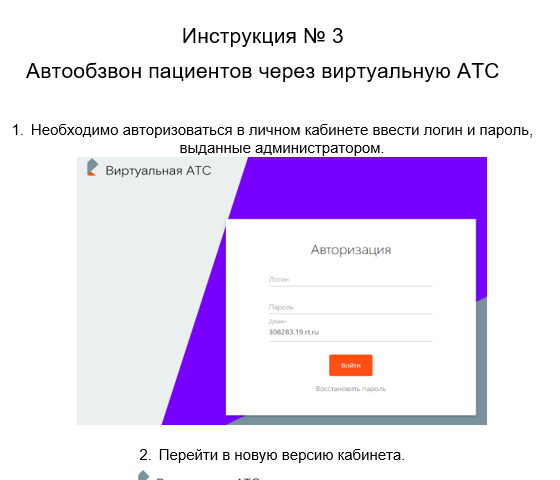 Инструкция № 3
Автообзвон пациентов через виртуальную АТС
1. Необходимо авторизоваться в личном кабинете ввести логин и пароль,
выданные администратором.
Виртуальная АТС
Авторизация
Логин
Пароль
Домен
308283.19.rt.ru
Войти
Восстановить пароль
2. Перейти в новую версию кабинета.